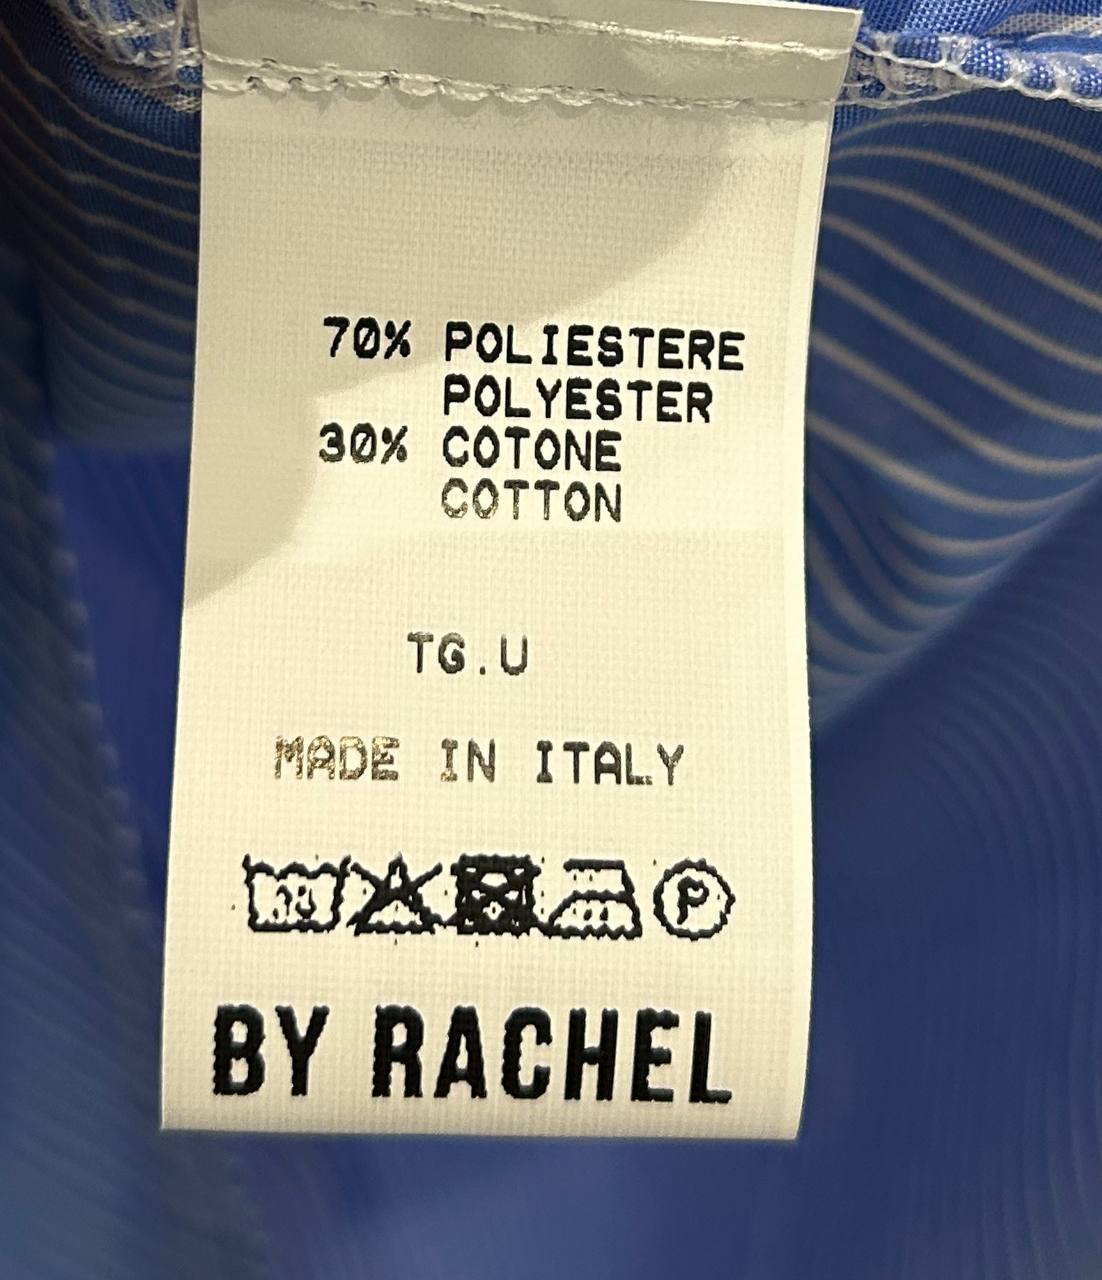 70% POLIESTERE
POLYESTER
30% COTONE
COTTON
TG.U
MADE IN ITALY
P
BY RACHEL